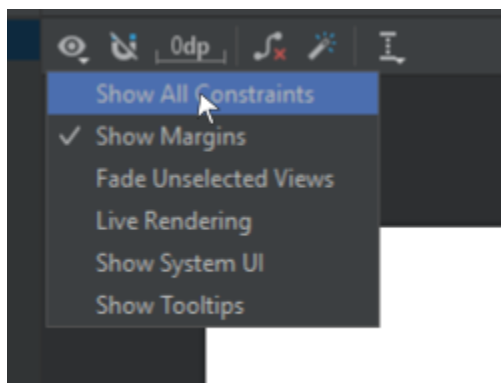 0dp
Show All Constraints
Show Margins
Fade Unselected Views
Live Rendering
Show System UI
Show Tooltips